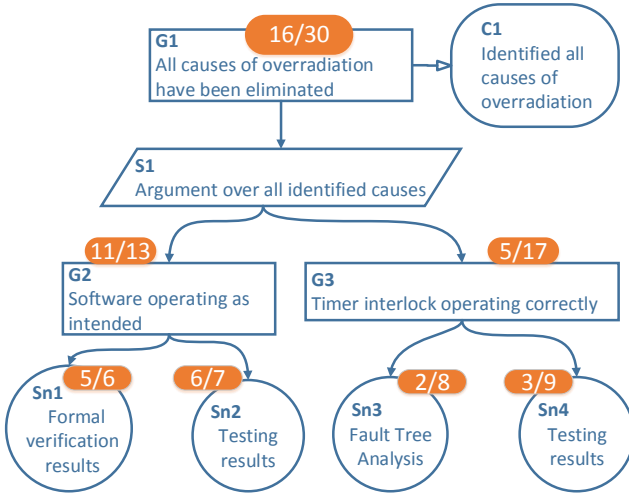 16/30
G1
All causes of overradiation
have been eliminated
C1
Identified all
causes of
overradiation
S1
Argument over all identified causes
11/13
G2
Software operating as
intended
5/17
G3
Timer interlock operating correctly
5/6
Sn1
Formal
verification
results
6/7
Sn2
Testing
results
2/8
Sn3
Fault Tree
Analysis
3/9
Sn4
Testing
results